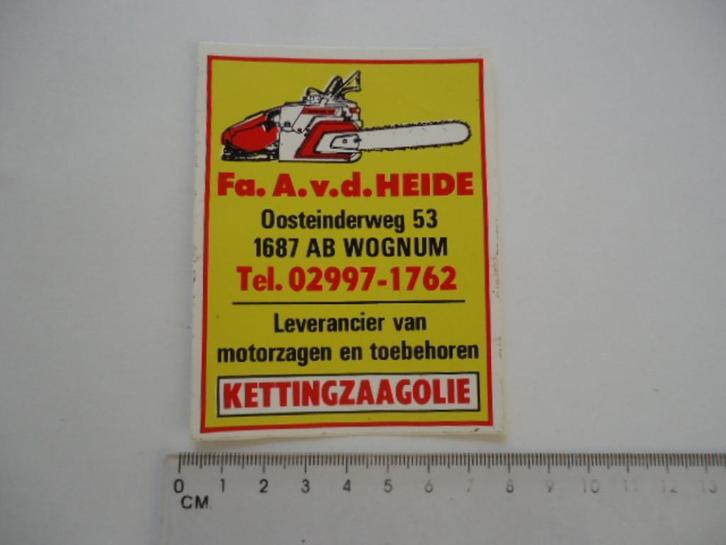 Fa. A.v.d. HEIDE
Oosteinderweg 53
1687 AB WOGNUM
Tel. 02997-1762
Leverancier van
motorzagen en toebehoren
KETTINGZAAGOLIE
0 1 2 3 4 5 6 7 8 9 10 11 12 13
CM